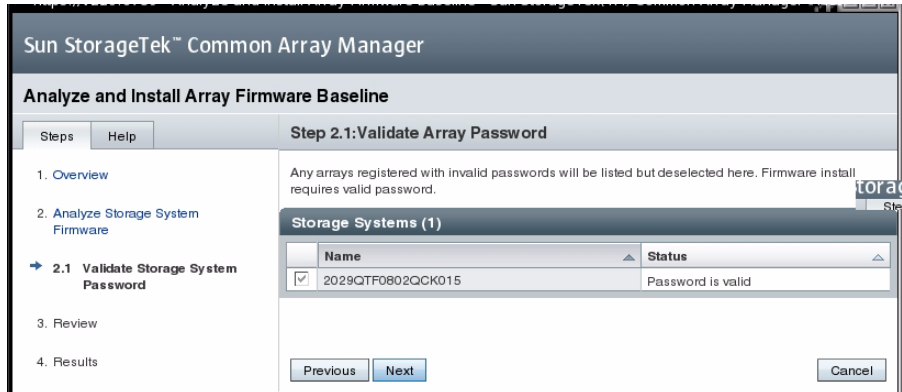 Sun StorageTek™ Common Array Manager
Analyze and Install Array Firmware Baseline
Steps
Help
1. Overview
2. Analyze Storage System
Firmware
2.1 Validate Storage System
Password
3. Review
4. Results
Step 2.1:Validate Array Password
Any arrays registered with invalid passwords will be listed but deselected here. Firmware install
requires valid password.
Storage Systems (1)
Name
Status
2029QTF0802QCK015
Password is valid
Previous
Next
Cancel